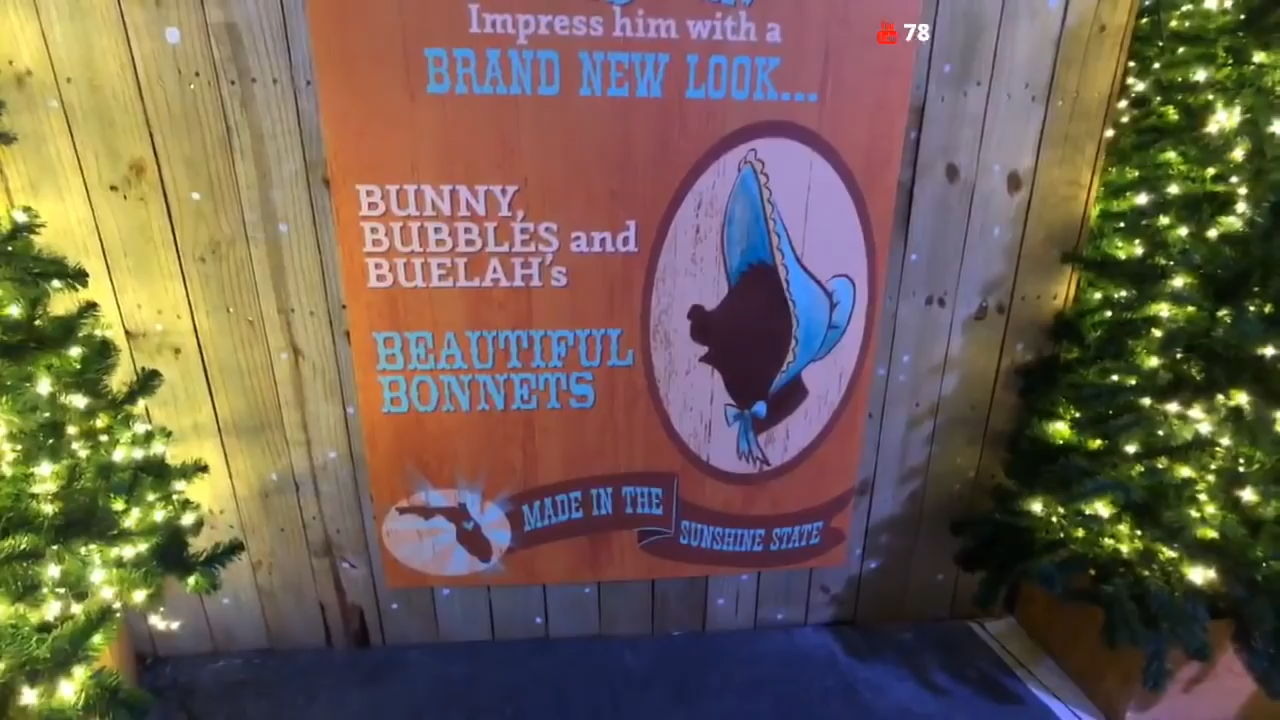 Impress him with a
BRAND NEW LOOK...
BUNNY,
BUBBLES and
BUELAH's
BEAUTIFUL
BONNETS
MADE IN THE
SUNSHINE STATE
78